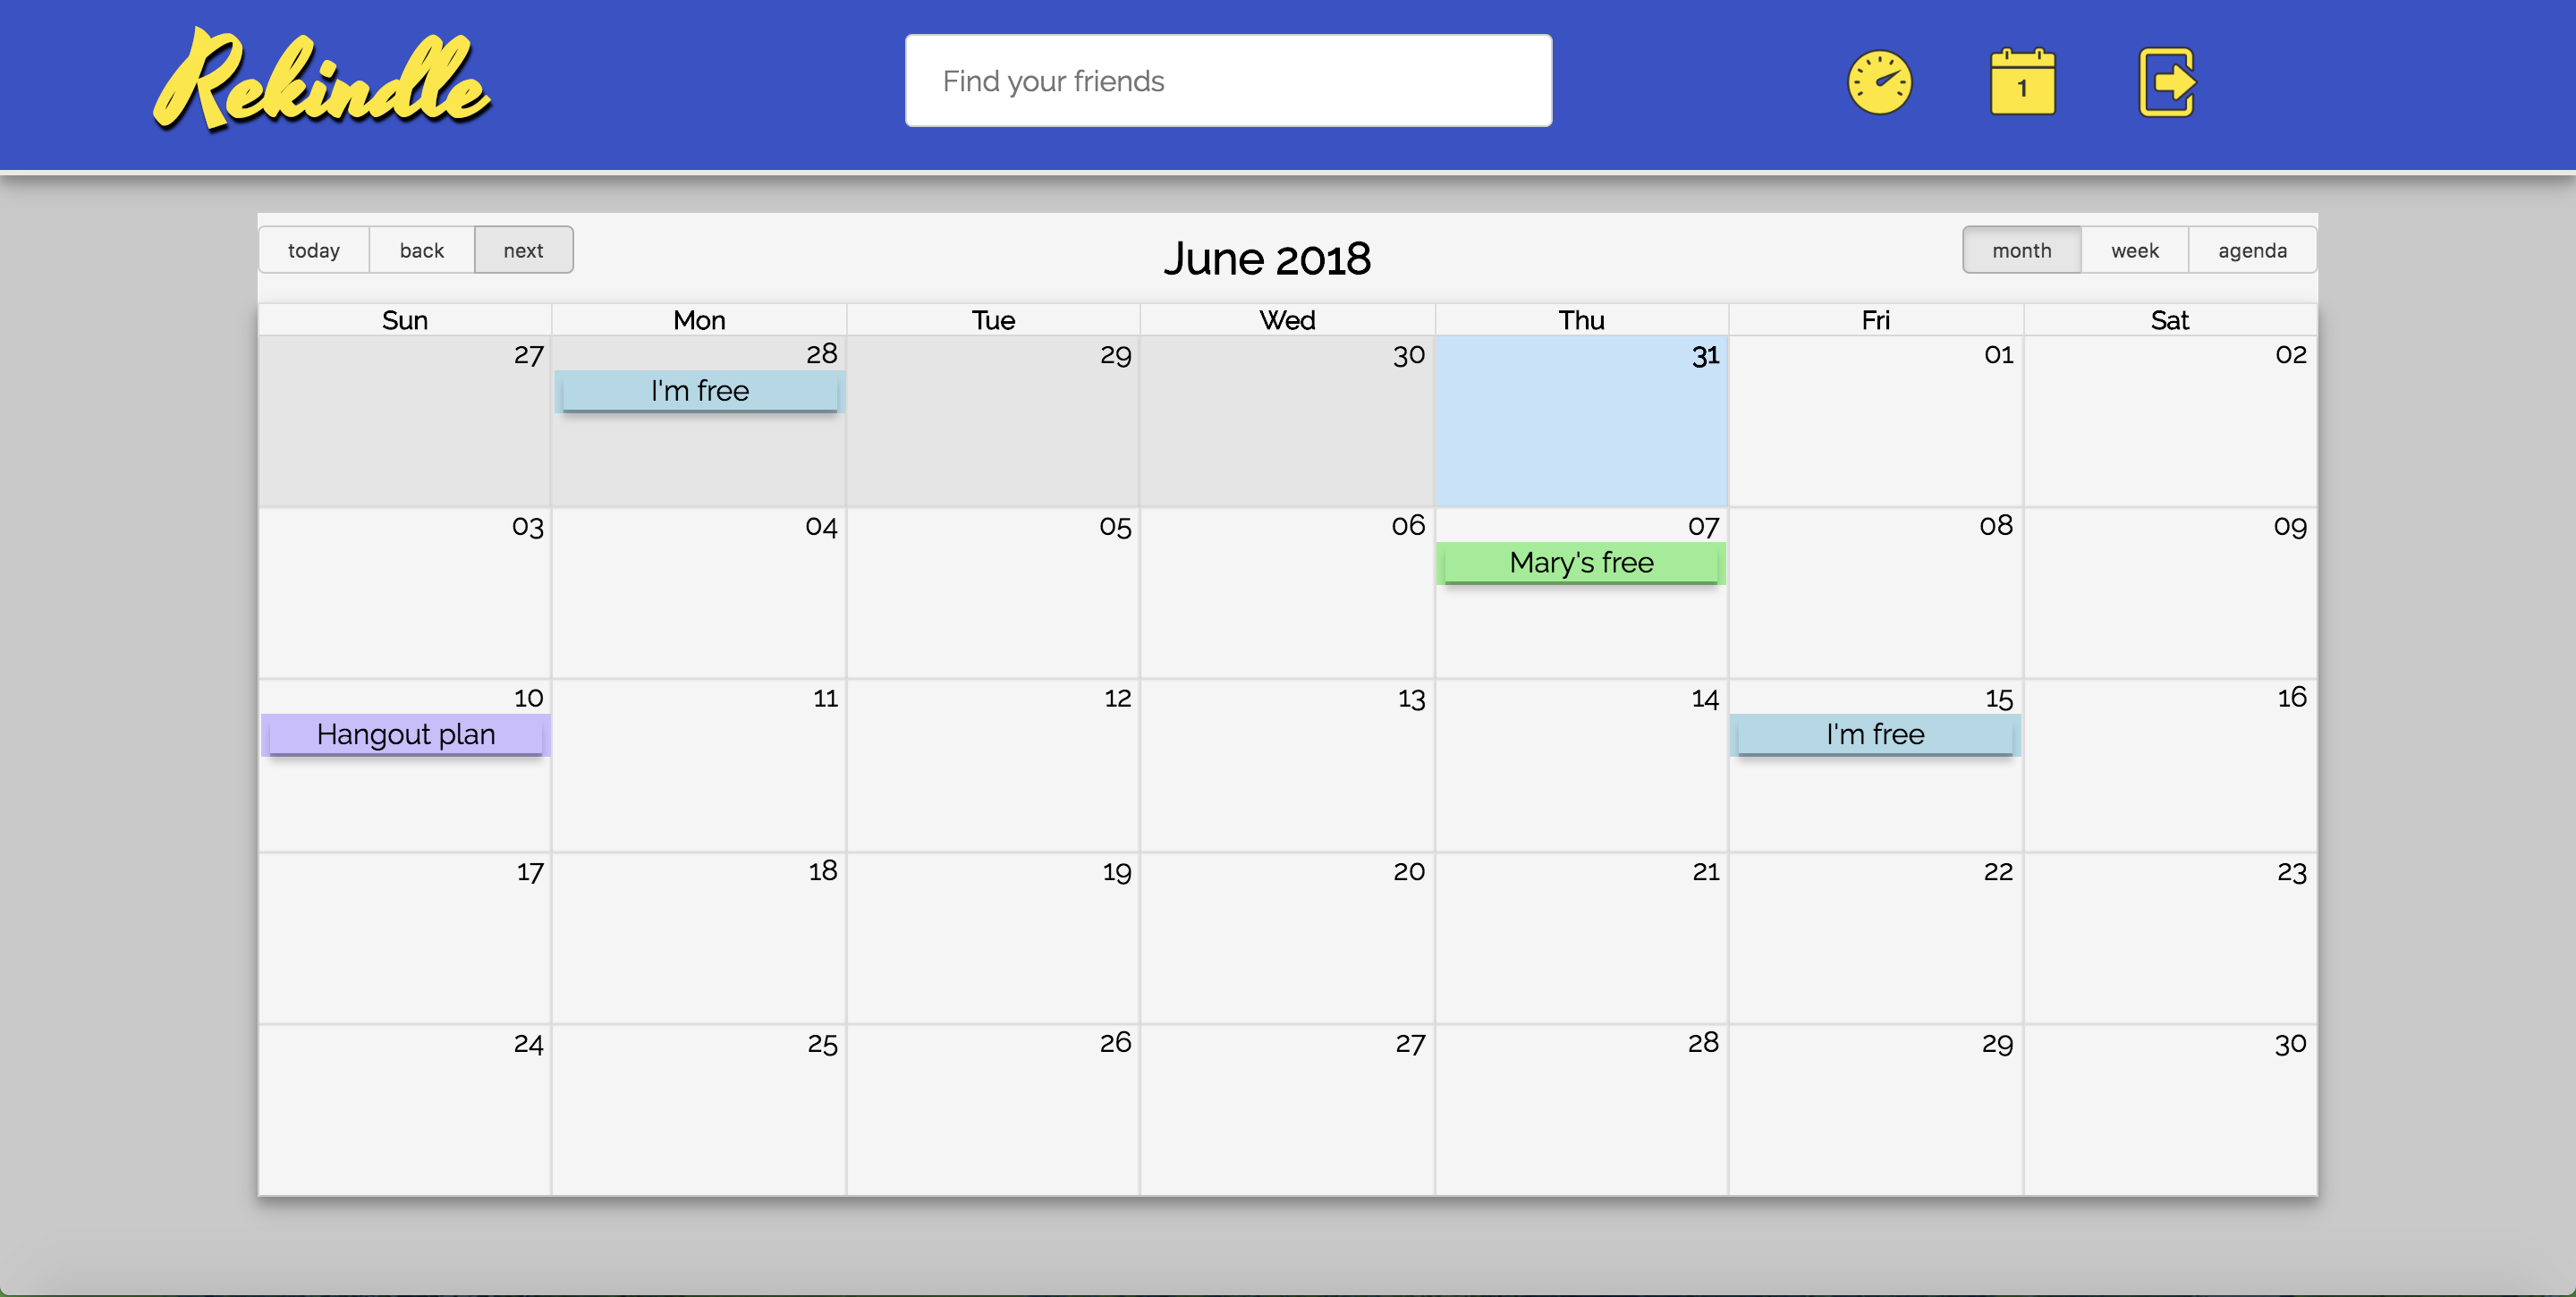 Rekindle
Find your friends
1
today back next
June 2018
month week agenda
Sun Mon Tue Wed Thu Fri Sat
27 28 29 30 31 01 02
I'm free
03 04 05 06 07 08 09
Mary's free
10 11 12 13 14 15 16
Hangout plan I'm free
17 18 19 20 21 22 23
24 25 26 27 28 29 30